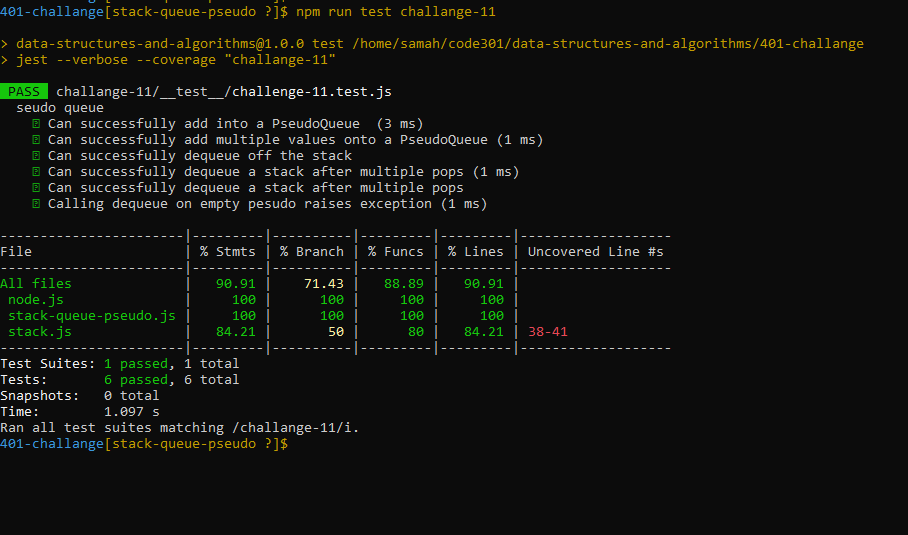 401-challange[stack-queue-pseudo ?]$ npm run test challange-11
> data-structures-and-algorithms@1.0.0 test /home/samah/code301/data-structures-and-algorithms/401-challange
> jest --verbose --coverage "challange-11"
PASS challange-11/__test__/challenge-11.test.js
seudo queue
Can successfully add into a PseudoQueue (3 ms)
Can successfully add multiple values onto a PseudoQueue (1 ms)
Can successfully dequeue off the stack
Can successfully dequeue a stack after multiple pops (1 ms)
Can successfully dequeue a stack after multiple pops
Calling dequeue on empty pesudo raises exception (1 ms)
-----------------------|---------|----------|---------|---------|-------------------
File | % Stmts | % Branch | % Funcs | % Lines | Uncovered Line #s
-----------------------|---------|----------|---------|---------|-------------------
All files | 90.91 | 71.43 | 88.89 | 90.91 |
node.js | 100 | 100 | 100 | 100 |
stack-queue-pseudo.js | 100 | 100 | 100 | 100 |
stack.js | 84.21 | 50 | 80 | 84.21 | 38-41
-----------------------|---------|----------|---------|---------|-------------------
Test Suites: 1 passed, 1 total
Tests: 6 passed, 6 total
Snapshots: 0 total
Time: 1.097 s
Ran all test suites matching /challange-11/i.
401-challange[stack-queue-pseudo ?]$